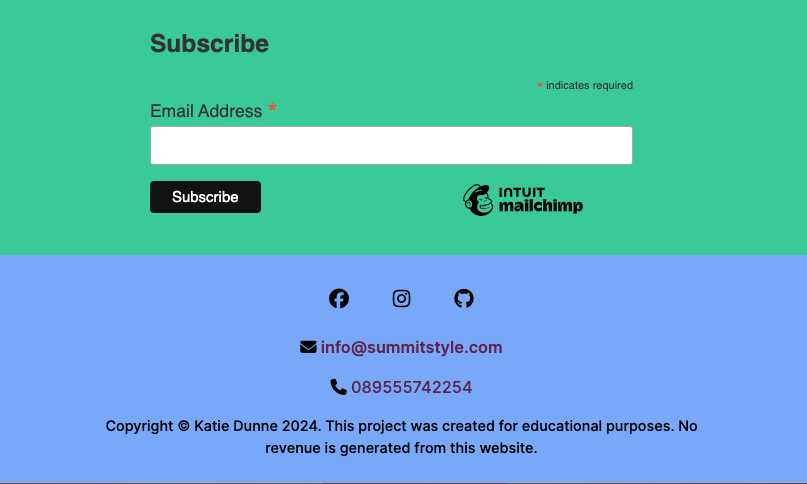 Subscribe
* indicates required
Email Address *
Subscribe
INTUIT
mailchimp
info@summitstyle.com
089555742254
Copyright © Katie Dunne 2024. This project was created for educational purposes. No
revenue is generated from this website.